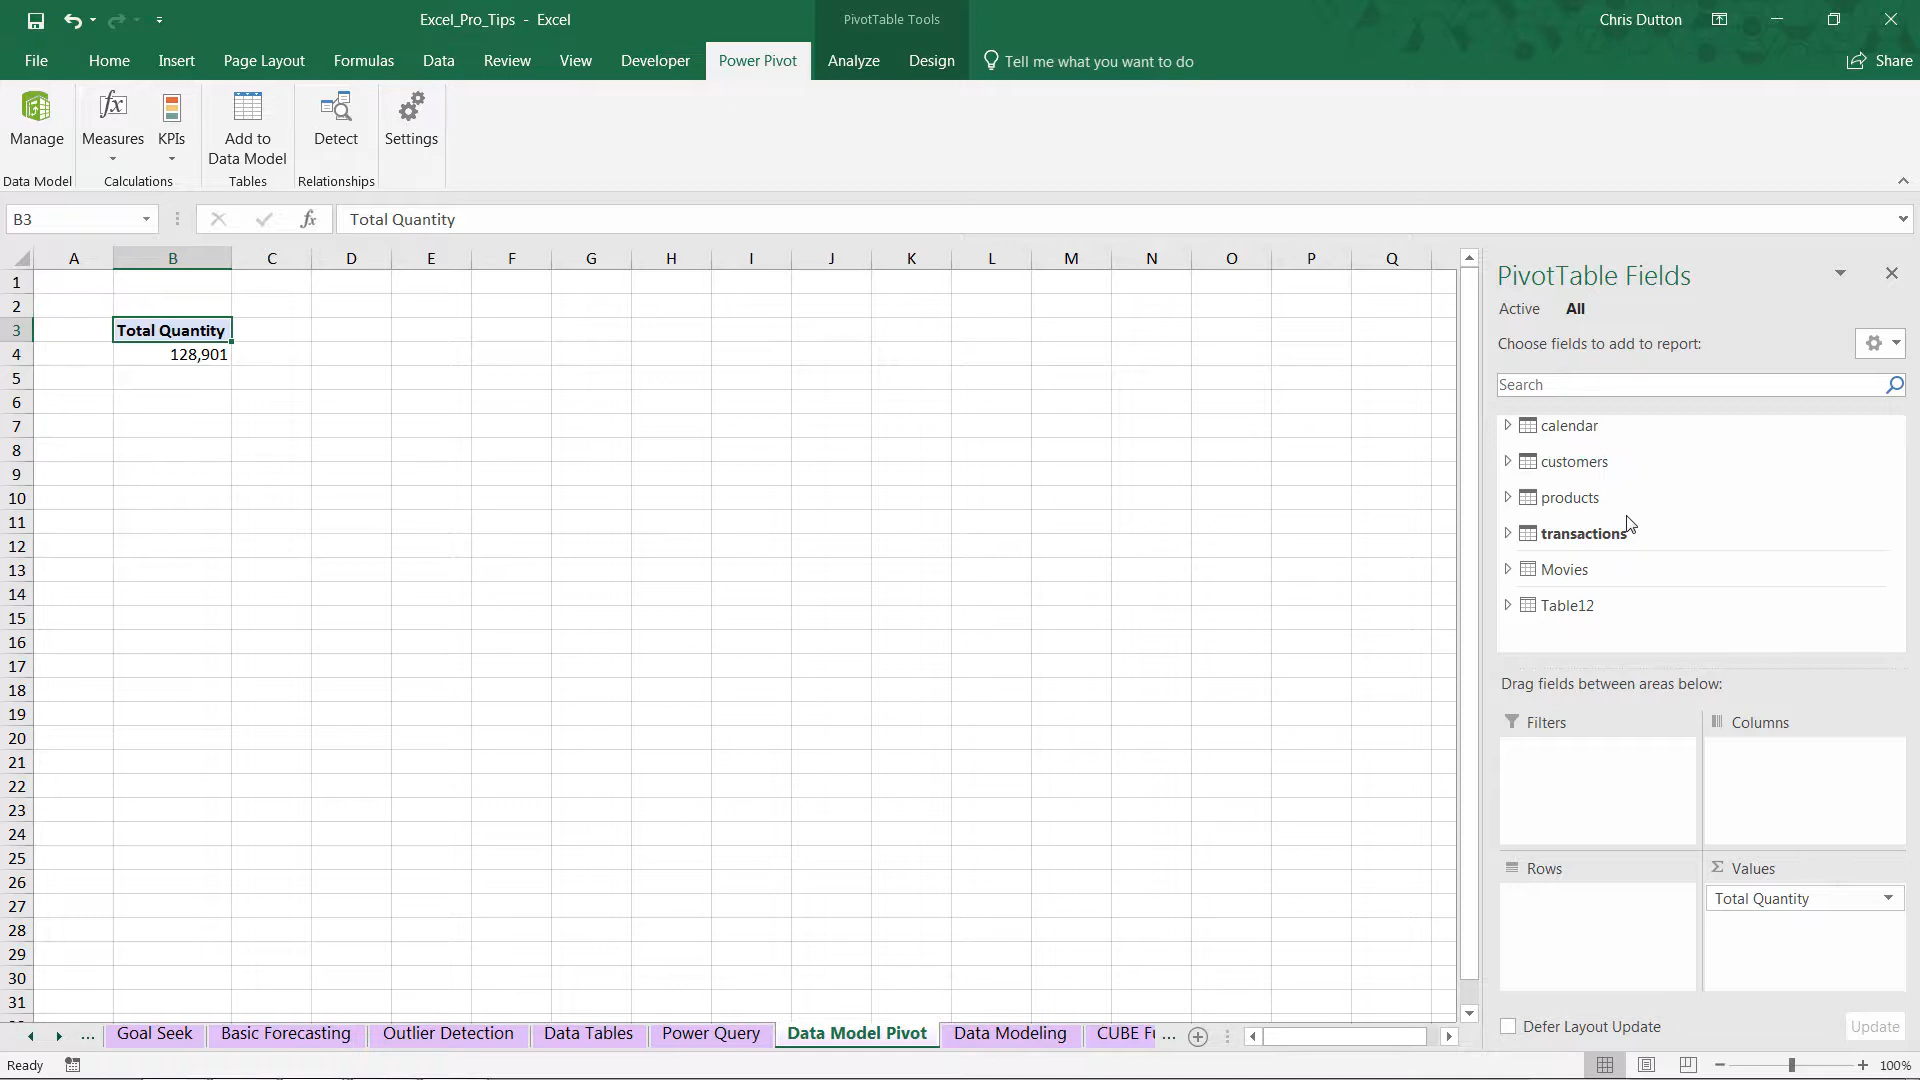 Excel_Pro_Tips - Excel
PivotTable Tools
Chris Dutton
File Home Insert Page Layout Formulas Data Review View Developer Power Pivot Analyze Design Tell me what you want to do Share
Manage Measures KPIs Add to Data Model Detect Settings
Data Model Calculations Tables Relationships
B3 fx Total Quantity
A B C D E F G H I J K L M N O P Q
1
2
3 Total Quantity
4 128,901
5
6
7
8
9
10
11
12
13
14
15
16
17
18
19
20
21
22
23
24
25
26
27
28
29
30
31
PivotTable Fields
Active All
Choose fields to add to report:
Search
calendar
customers
products
transactions
Movies
Table12
Drag fields between areas below:
Filters Columns
Rows Σ Values
Total Quantity
Defer Layout Update Update
... Goal Seek Basic Forecasting Outlier Detection Data Tables Power Query Data Model Pivot Data Modeling CUBE Fu ...
Ready 100%